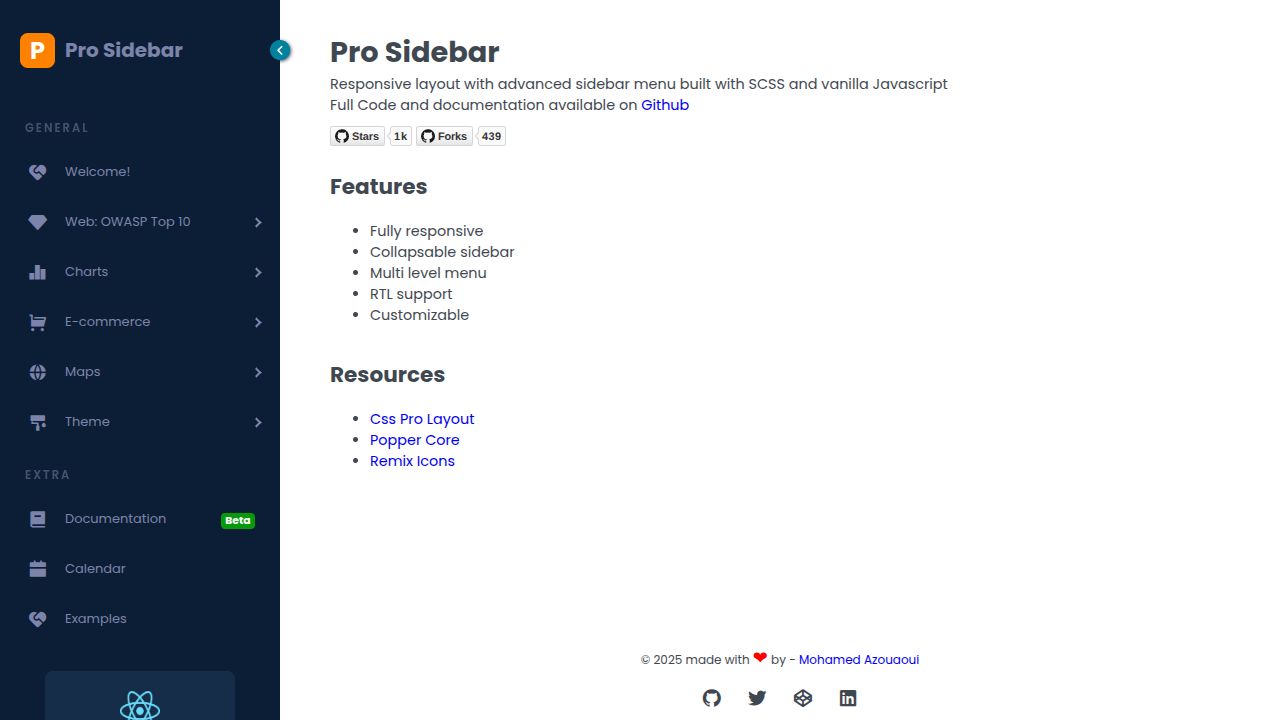 P Pro Sidebar
GENERAL
Welcome!
Web: OWASP Top 10
Charts
E-commerce
Maps
Theme
EXTRA
Documentation Beta
Calendar
Examples
Pro Sidebar
Responsive layout with advanced sidebar menu built with SCSS and vanilla Javascript
Full Code and documentation available on Github
Stars 1k Forks 439
Features
• Fully responsive
• Collapsable sidebar
• Multi level menu
• RTL support
• Customizable
Resources
• Css Pro Layout
• Popper Core
• Remix Icons
© 2025 made with ❤ by - Mohamed Azouaoui
in